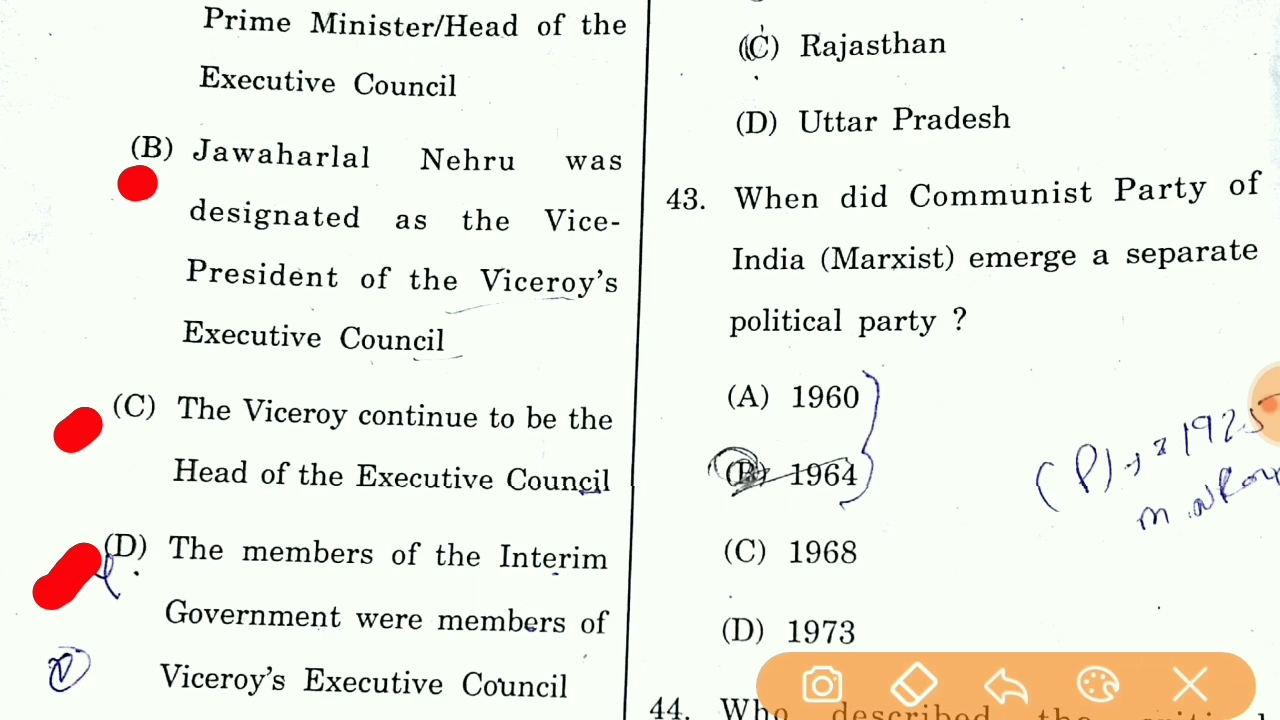 Prime Minister/Head of the
Executive Council
(B) Jawaharlal Nehru was
designated as the Vice-
President of the Viceroy's
Executive Council
(C) The Viceroy continue to be the
Head of the Executive Council
(D) The members of the Interim
Government were members of
Viceroy's Executive Council
(C) Rajasthan
(D) Uttar Pradesh
43. When did Communist Party of
India (Marxist) emerge a separate
political party ?
(A) 1960
(B) 1964
(C) 1968
(D) 1973
1925
44. Who described the